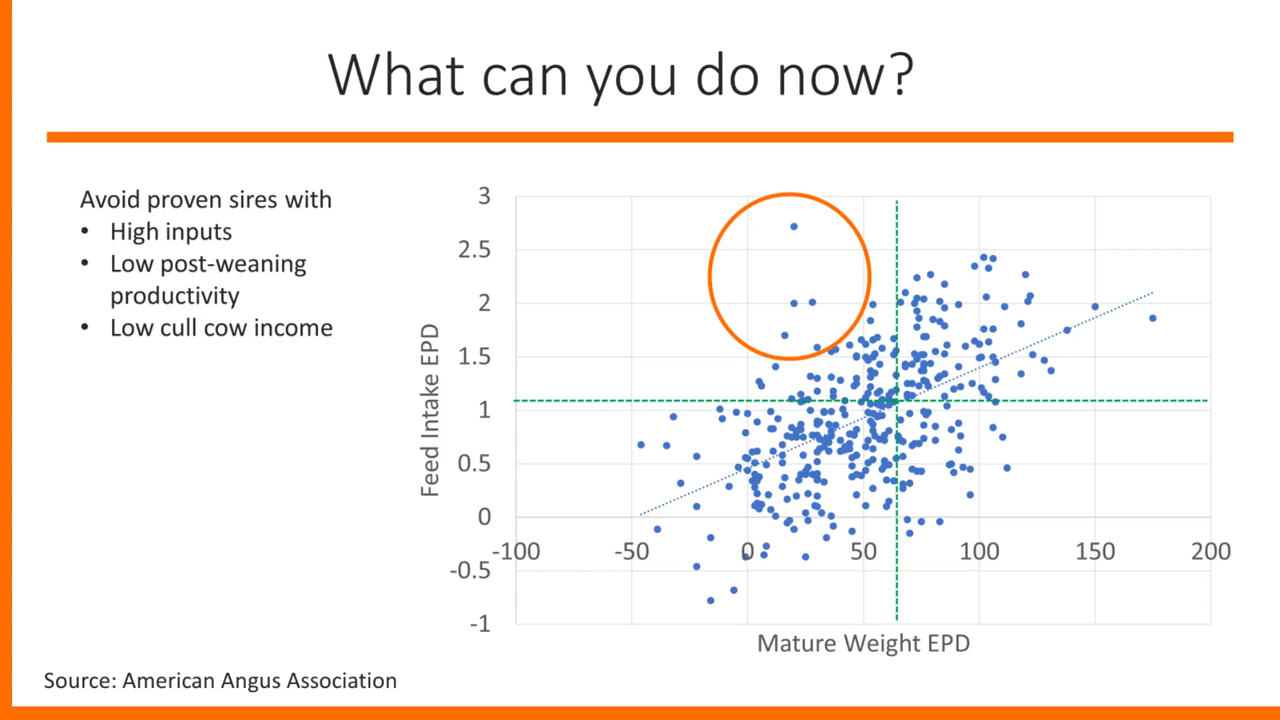 What can you do now?
Avoid proven sires with
• High inputs
• Low post-weaning
productivity
• Low cull cow income
3
2.5
2
1.5
1
0.5
0
-0.5
-1
Feed Intake EPD
-100 -50 0 50 100 150 200
Mature Weight EPD
Source: American Angus Association